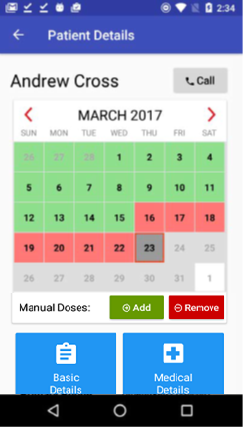 2:34
Patient Details
Andrew Cross
Call
MARCH 2017
SUN MON TUE WED THU FRI SAT
26 27 28 1 2 3 4
5 6 7 8 9 10 11
12 13 14 15 16 17 18
19 20 21 22 23 24 25
26 27 28 29 30 31 1
Manual Doses: Add Remove
Basic Medical
Details Details